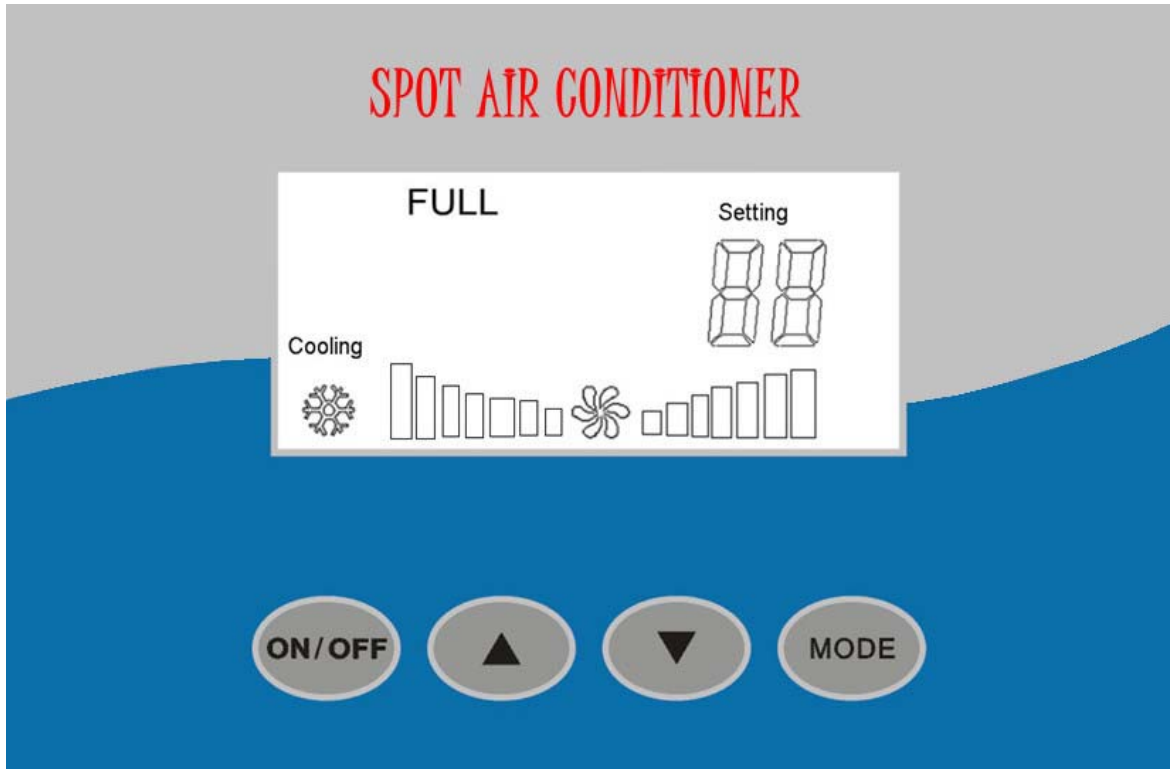 SPOT AIR CONDITIONER
FULL
Setting
88
Cooling
ON/OFF ▲ ▼ MODE